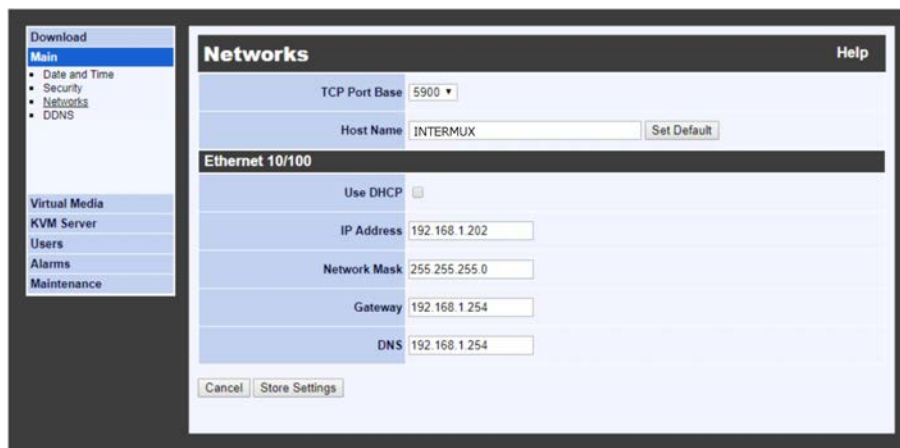 Download
Main
Date and Time
Security
Networks
DDNS
Virtual Media
KVM Server
Users
Alarms
Maintenance
Networks Help
TCP Port Base 5900
Host Name INTERMUX Set Default
Ethernet 10/100
Use DHCP
IP Address 192.168.1.202
Network Mask 255.255.255.0
Gateway 192.168.1.254
DNS 192.168.1.254
Cancel Store Settings